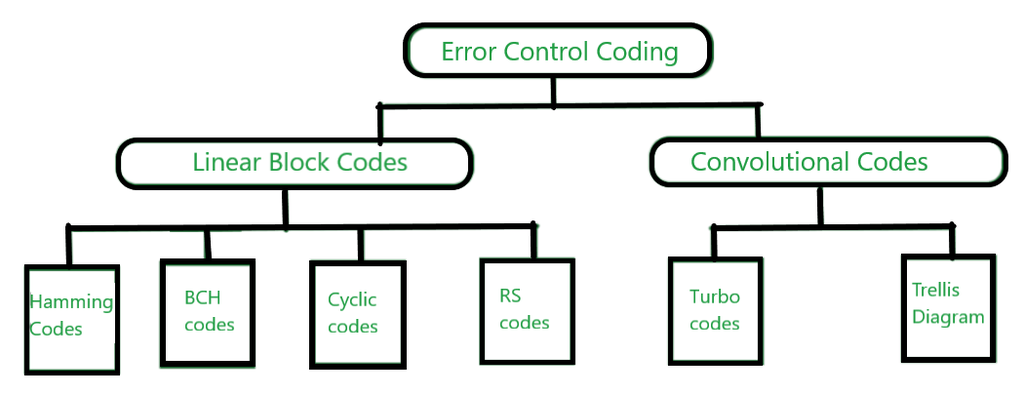 Error Control Coding
Linear Block Codes
Convolutional Codes
Hamming
Codes
BCH
codes
Cyclic
codes
RS
codes
Turbo
codes
Trellis
Diagram